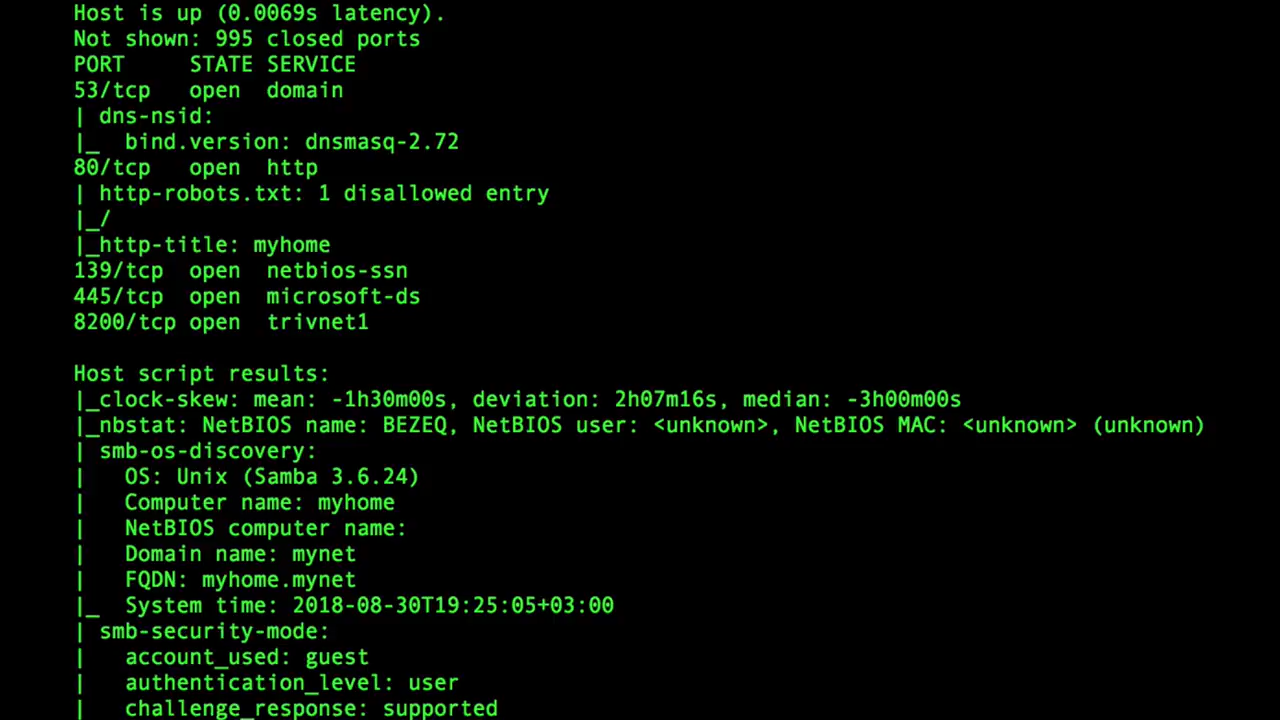 Host is up (0.0069s latency).
Not shown: 995 closed ports
PORT     STATE SERVICE
53/tcp   open  domain
| dns-nsid:
|_  bind.version: dnsmasq-2.72
80/tcp   open  http
| http-robots.txt: 1 disallowed entry
|_/
|_http-title: myhome
139/tcp  open  netbios-ssn
445/tcp  open  microsoft-ds
8200/tcp open  trivnet1
Host script results:
|_clock-skew: mean: -1h30m00s, deviation: 2h07m16s, median: -3h00m00s
|_nbstat: NetBIOS name: BEZEQ, NetBIOS user: <unknown>, NetBIOS MAC: <unknown> (unknown)
| smb-os-discovery:
|   OS: Unix (Samba 3.6.24)
|   Computer name: myhome
|   NetBIOS computer name:
|   Domain name: mynet
|   FQDN: myhome.mynet
|_  System time: 2018-08-30T19:25:05+03:00
| smb-security-mode:
|   account_used: guest
|   authentication_level: user
|   challenge_response: supported